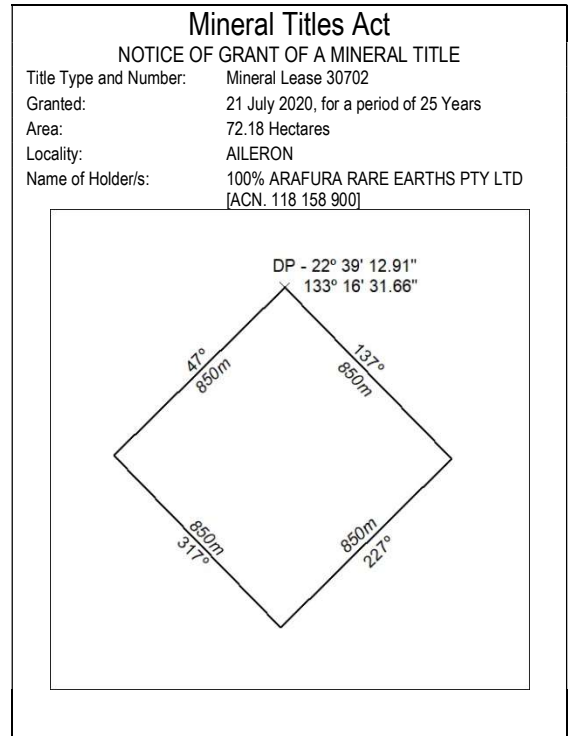 Mineral Titles Act
NOTICE OF GRANT OF A MINERAL TITLE
Title Type and Number: Mineral Lease 30702
Granted: 21 July 2020, for a period of 25 Years
Area: 72.18 Hectares
Locality: AILERON
Name of Holder/s: 100% ARAFURA RARE EARTHS PTY LTD
[ACN. 118 158 900]
DP - 22º 39' 12.91"
133º 16' 31.66"
47º
850m
137º
850m
850m
317º
850m
227º